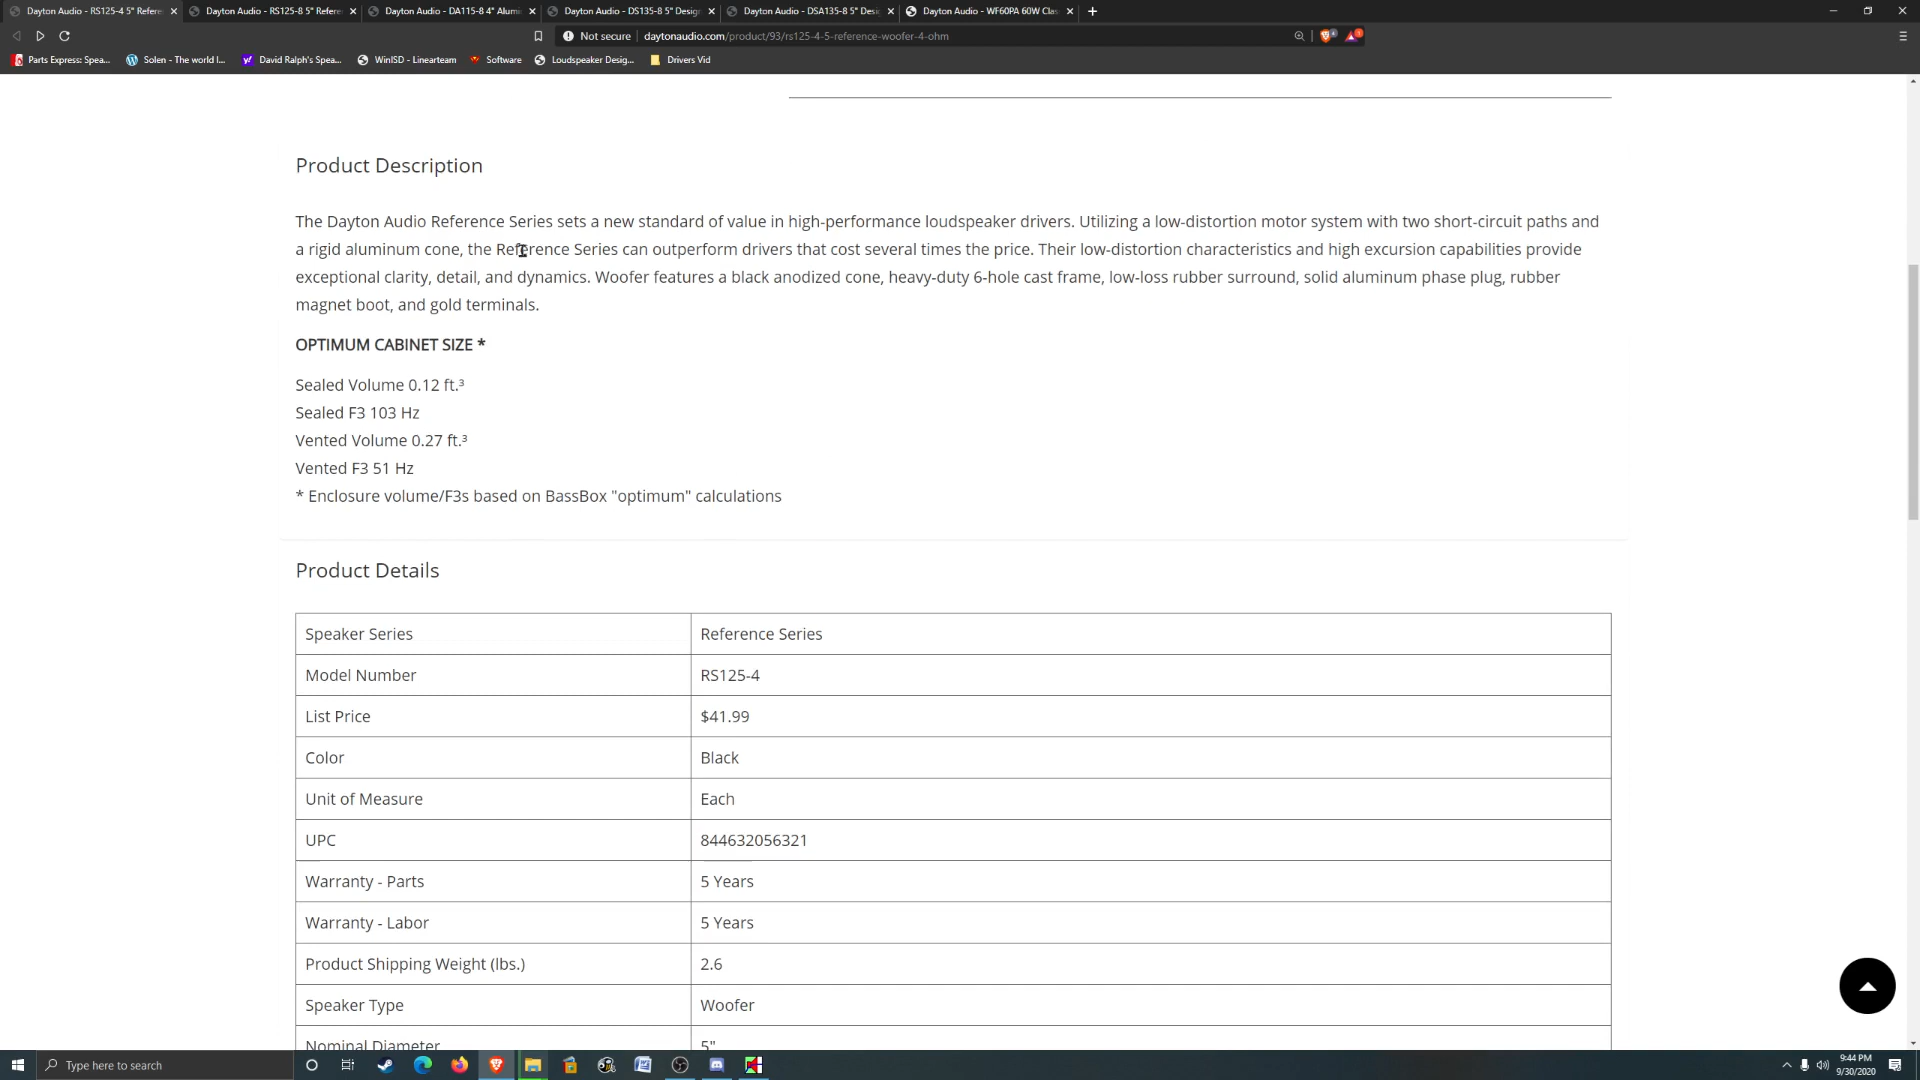 Dayton Audio - RS125-4 5" Refere
Dayton Audio - RS125-8 5" Refere
Dayton Audio - DA115-8 4" Alumi
Dayton Audio - DS135-8 5" Desig
Dayton Audio - DSA135-8 5" Desi
Dayton Audio - WF60PA 60W Clas
Not secure
daytonaudio.com/product/93/rs125-4-5-reference-woofer-4-ohm
Parts Express: Spea...
Solen - The world l...
David Ralph's Spea...
WinISD - Linearteam
Software
Loudspeaker Desig...
Drivers Vid
Product Description
The Dayton Audio Reference Series sets a new standard of value in high-performance loudspeaker drivers. Utilizing a low-distortion motor system with two short-circuit paths and
a rigid aluminum cone, the Reference Series can outperform drivers that cost several times the price. Their low-distortion characteristics and high excursion capabilities provide
exceptional clarity, detail, and dynamics. Woofer features a black anodized cone, heavy-duty 6-hole cast frame, low-loss rubber surround, solid aluminum phase plug, rubber
magnet boot, and gold terminals.
OPTIMUM CABINET SIZE *
Sealed Volume 0.12 ft.³
Sealed F3 103 Hz
Vented Volume 0.27 ft.³
Vented F3 51 Hz
* Enclosure volume/F3s based on BassBox "optimum" calculations
Product Details
Speaker Series Reference Series
Model Number RS125-4
List Price $41.99
Color Black
Unit of Measure Each
UPC 844632056321
Warranty - Parts 5 Years
Warranty - Labor 5 Years
Product Shipping Weight (lbs.) 2.6
Speaker Type Woofer
Nominal Diameter 5"
Type here to search
9:44 PM
9/30/2020